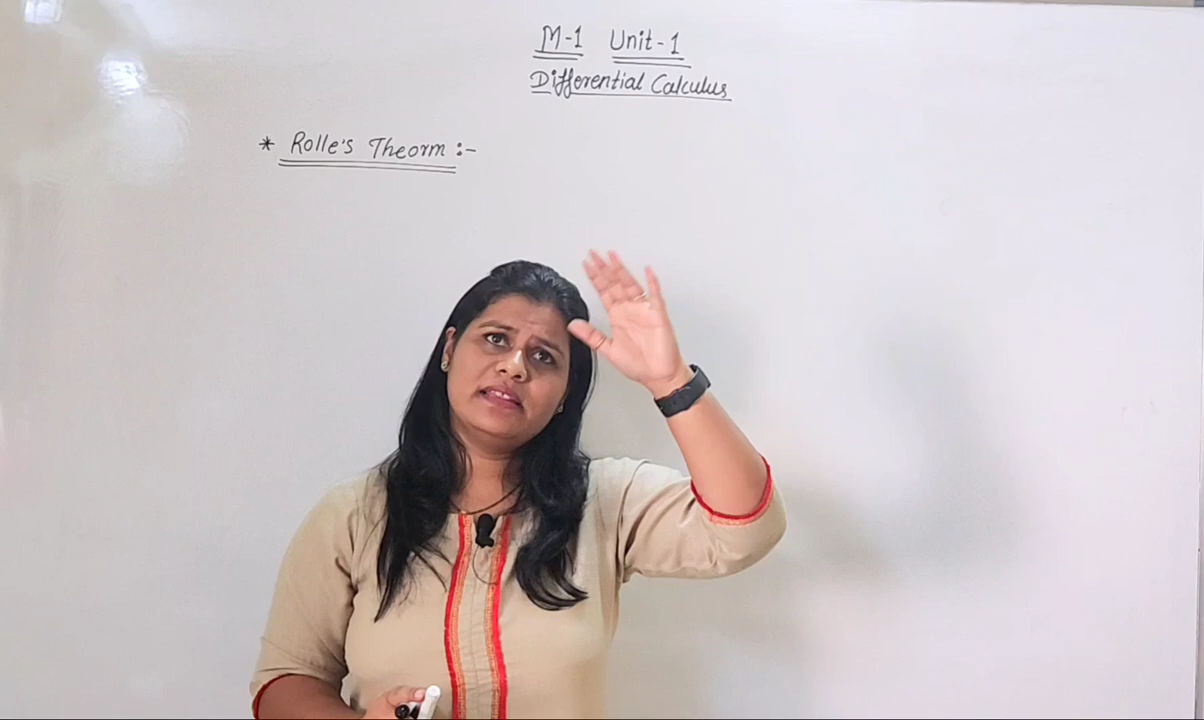 M-1 Unit-1
Differential Calculus
* Rolle's Theorm :-